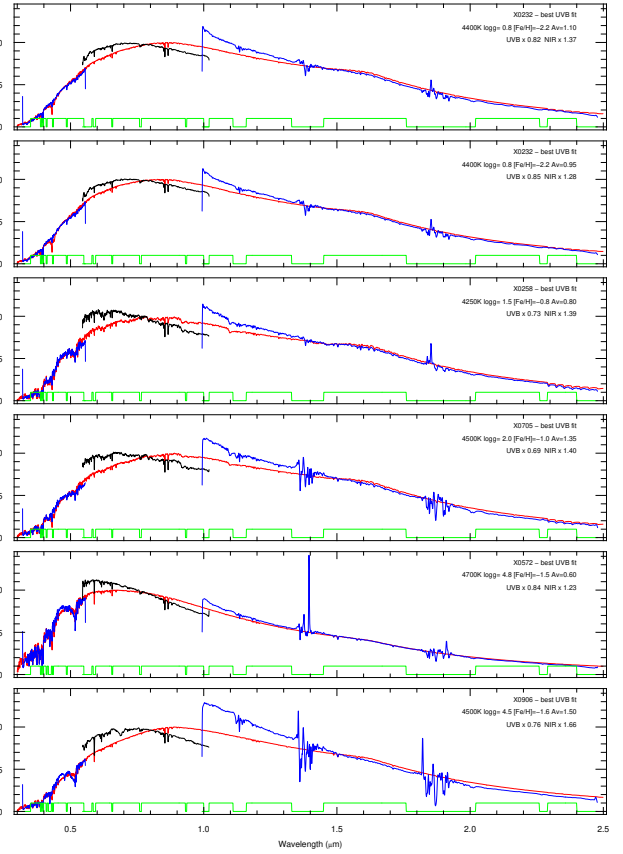 X0232 − best UVB fit
4400K logg= 0.8 [Fe/H]=−2.2 Av=1.10
UVB x 0.82 NIR x 1.37
X0232 − best UVB fit
4400K logg= 0.8 [Fe/H]=−2.2 Av=0.95
UVB x 0.85 NIR x 1.28
X0258 − best UVB fit
4250K logg= 1.5 [Fe/H]=−0.8 Av=0.80
UVB x 0.73 NIR x 1.39
X0705 − best UVB fit
4500K logg= 2.0 [Fe/H]=−1.0 Av=1.35
UVB x 0.69 NIR x 1.40
X0572 − best UVB fit
4700K logg= 4.8 [Fe/H]=−1.5 Av=0.60
UVB x 0.84 NIR x 1.23
X0906 − best UVB fit
4500K logg= 4.5 [Fe/H]=−1.6 Av=1.50
UVB x 0.76 NIR x 1.66
0.5 1.0 1.5 2.0 2.5
Wavelength (μm)